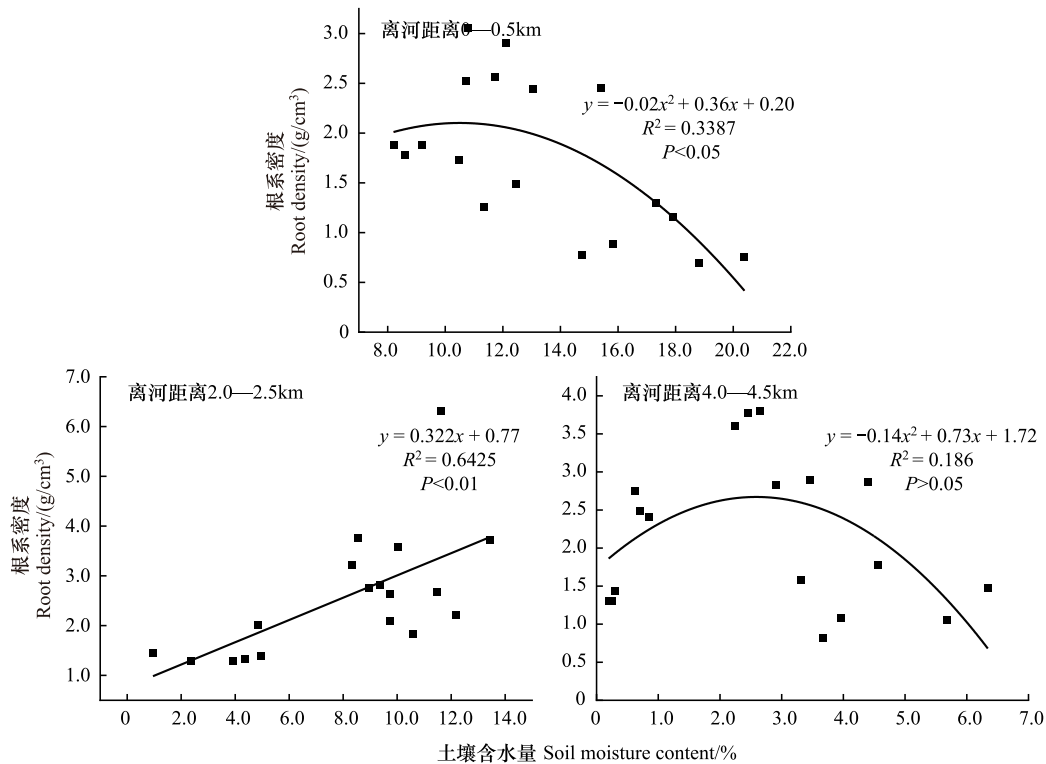 离河距离0—0.5km
3.0
2.5
2.0
1.5
1.0
0.5
0
根系密度
Root density/(g/cm³)
y = −0.02x² + 0.36x + 0.20
R² = 0.3387
P<0.05
8.0 10.0 12.0 14.0 16.0 18.0 20.0 22.0
离河距离2.0—2.5km
7.0
6.0
5.0
4.0
3.0
2.0
1.0
根系密度
Root density/(g/cm³)
y = 0.322x + 0.77
R² = 0.6425
P<0.01
0 2.0 4.0 6.0 8.0 10.0 12.0 14.0
离河距离4.0—4.5km
4.0
3.5
3.0
2.5
2.0
1.5
1.0
0.5
0
y = −0.14x² + 0.73x + 1.72
R² = 0.186
P>0.05
0 1.0 2.0 3.0 4.0 5.0 6.0 7.0
土壤含水量 Soil moisture content/%